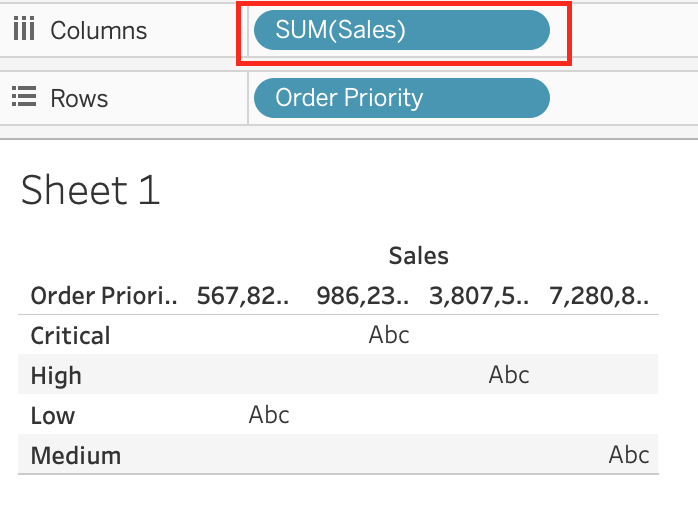 Columns SUM(Sales)
Rows Order Priority
Sheet 1
Sales
Order Priori.. 567,82.. 986,23.. 3,807,5.. 7,280,8..
Critical Abc
High Abc
Low Abc
Medium Abc